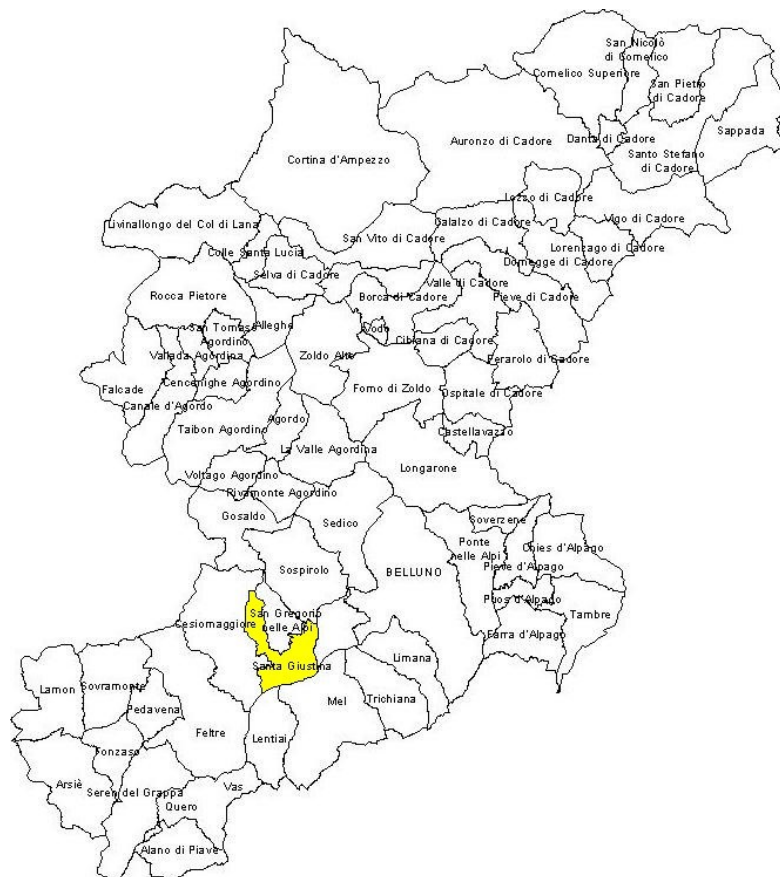 San Nicolò
di Comelico
Comelico Superiore
San Pietro
di Cadore
Sappada
Danta di Cadore
Santo Stefano
di Cadore
Auronzo di Cadore
Cortina d'Ampezzo
Lozzo di Cadore
Vigo di Cadore
Calalzo di Cadore
Livinallongo del Col di Lana
San Vito di Cadore
Lorenzago di Cadore
Colle Santa Lucia
Domegge di Cadore
Selva di Cadore
Valle di Cadore
Rocca Pietore
Borca di Cadore
Pieve di Cadore
San Tomaso
Agordino
Alleghe
Vodo
Cibiana di Cadore
Vallada Agordina
Zoldo Alto
Perarolo di Cadore
Falcade
Cencenighe Agordino
Forno di Zoldo
Ospitale di Cadore
Canale d'Agordo
Agordo
Taibon Agordino
Castellavazzo
La Valle Agordina
Longarone
Voltago Agordino
Rivamonte Agordino
Gosaldo
Sedico
Soverzene
Ponte
nelle Alpi
Chies d'Alpago
Sospirolo
BELLUNO
Pieve d'Alpago
Puos d'Alpago
Tambre
San Gregorio
nelle Alpi
Cesiomaggiore
Farra d'Alpago
Limana
Santa Giustina
Lamon
Sovramonte
Mel
Trichiana
Pedavena
Feltre
Lentiai
Fonzaso
Arsiè
Seren del Grappa
Vas
Quero
Alano di Piave